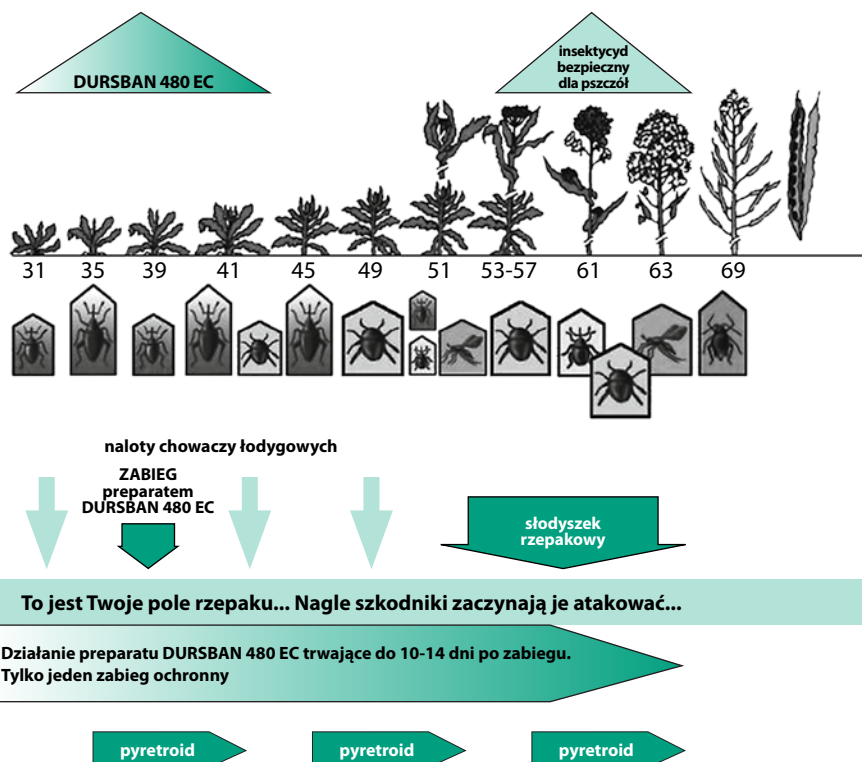 DURSBAN 480 EC
insektycyd
bezpieczny
dla pszczół
31 35 39 41 45 49 51 53-57 61 63 69
naloty chowaczy łodygowych
ZABIEG
preparatem
DURSBAN 480 EC
słodyszek
rzepakowy
To jest Twoje pole rzepaku... Nagle szkodniki zaczynają je atakować...
Działanie preparatu DURSBAN 480 EC trwające do 10-14 dni po zabiegu.
Tylko jeden zabieg ochronny
pyretroid pyretroid pyretroid